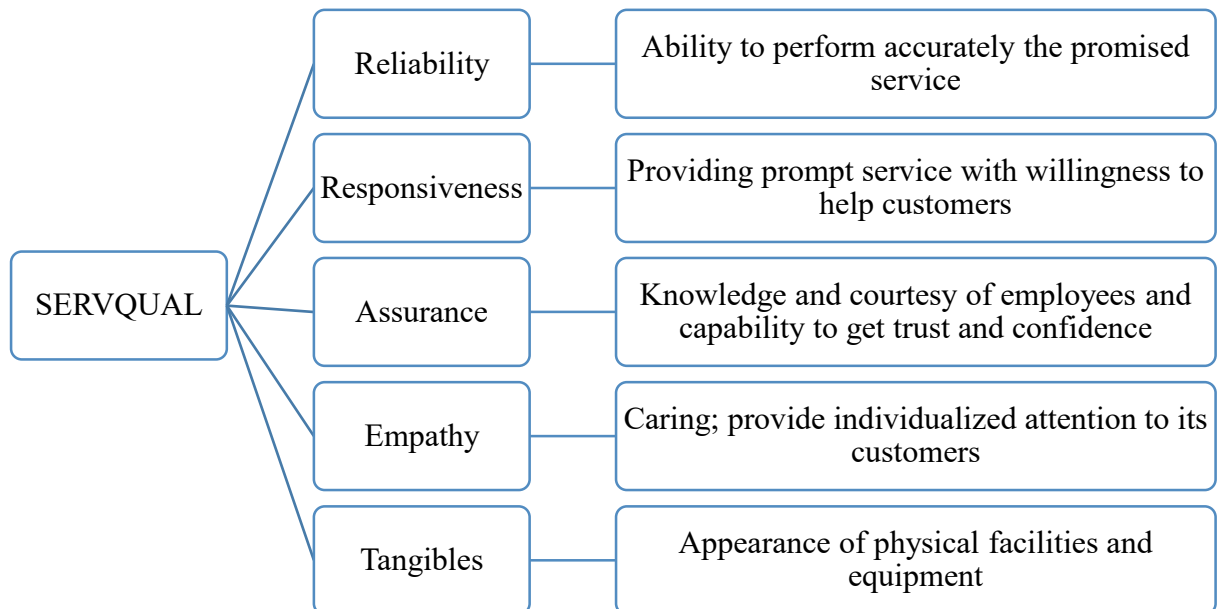 Reliability
Ability to perform accurately the promised
service
Responsiveness
Providing prompt service with willingness to
help customers
SERVQUAL
Assurance
Knowledge and courtesy of employees and
capability to get trust and confidence
Empathy
Caring; provide individualized attention to its
customers
Tangibles
Appearance of physical facilities and
equipment